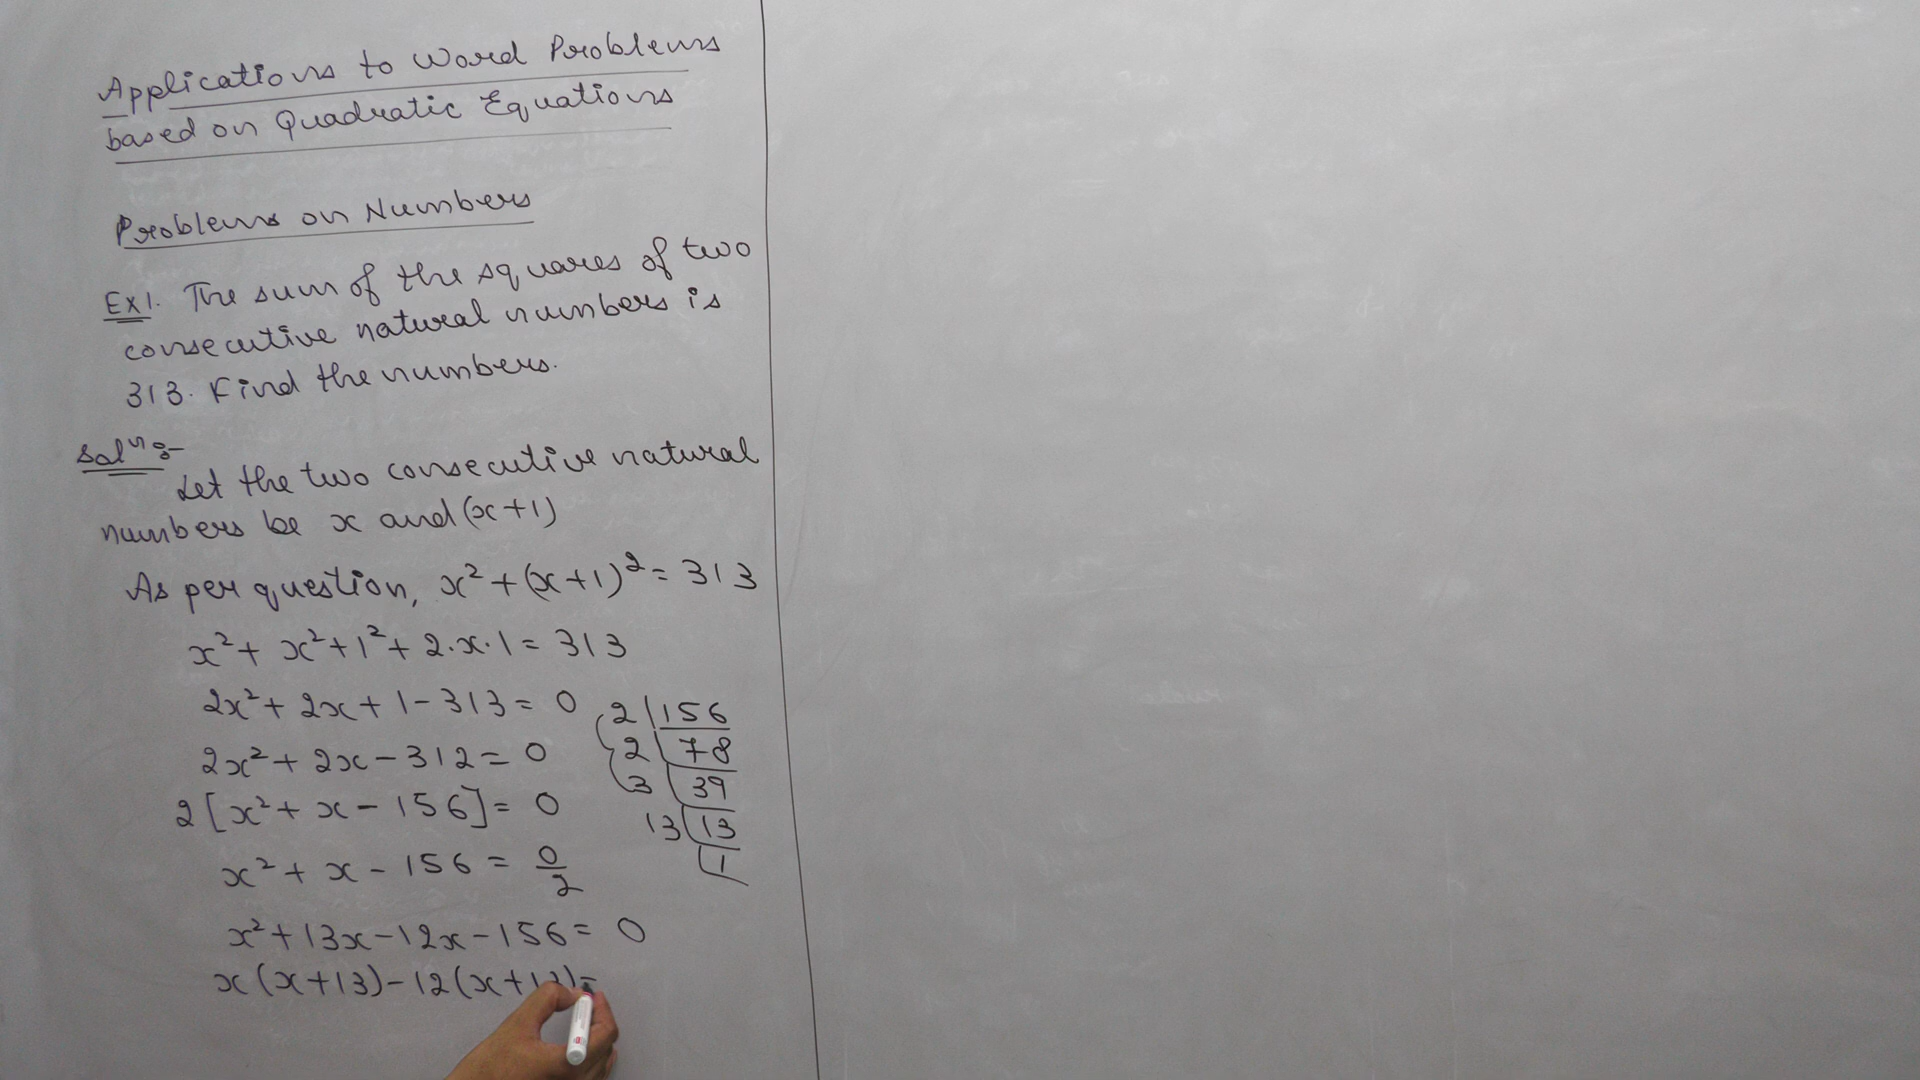 Applications to Word Problems
based on Quadratic Equations
Problems on Numbers
Ex1. The sum of the squares of two
consecutive natural numbers is
313. Find the numbers.
Solⁿ:-
Let the two consecutive natural
numbers be x and (x+1)
As per question, x²+(x+1)²=313
x²+x²+1²+2·x·1=313
2x²+2x+1-313=0
2x²+2x-312=0
2[x²+x-156]=0
x²+x-156=0/2
x²+13x-12x-156=0
x(x+13)-12(x+13)=
2|156
2|78
3|39
13|13
|1